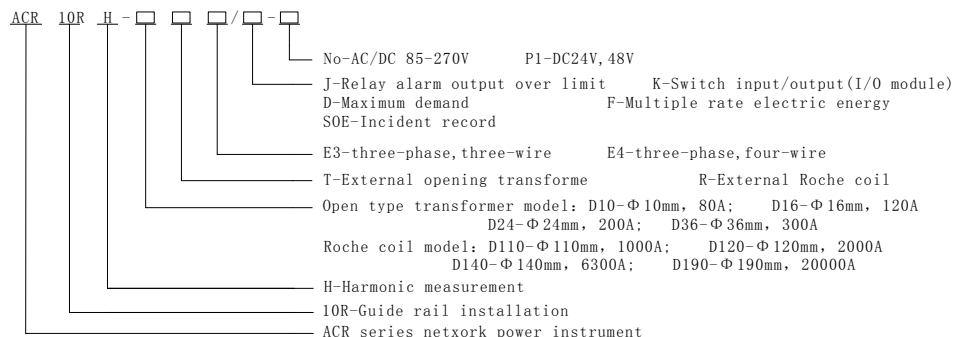 ACR 10R H-□ □ □/□-□
No-AC/DC 85-270V P1-DC24V,48V
J-Relay alarm output over limit K-Switch input/output(I/O module)
D-Maximum demand F-Multiple rate electric energy
SOE-Incident record
E3-three-phase,three-wire E4-three-phase,four-wire
T-External opening transforme R-External Roche coil
Open type transformer model: D10-Φ10mm, 80A; D16-Φ16mm, 120A
D24-Φ24mm, 200A; D36-Φ36mm, 300A
Roche coil model: D110-Φ110mm, 1000A; D120-Φ120mm, 2000A
D140-Φ140mm, 6300A; D190-Φ190mm, 20000A
H-Harmonic measurement
10R-Guide rail installation
ACR series netxork power instrument